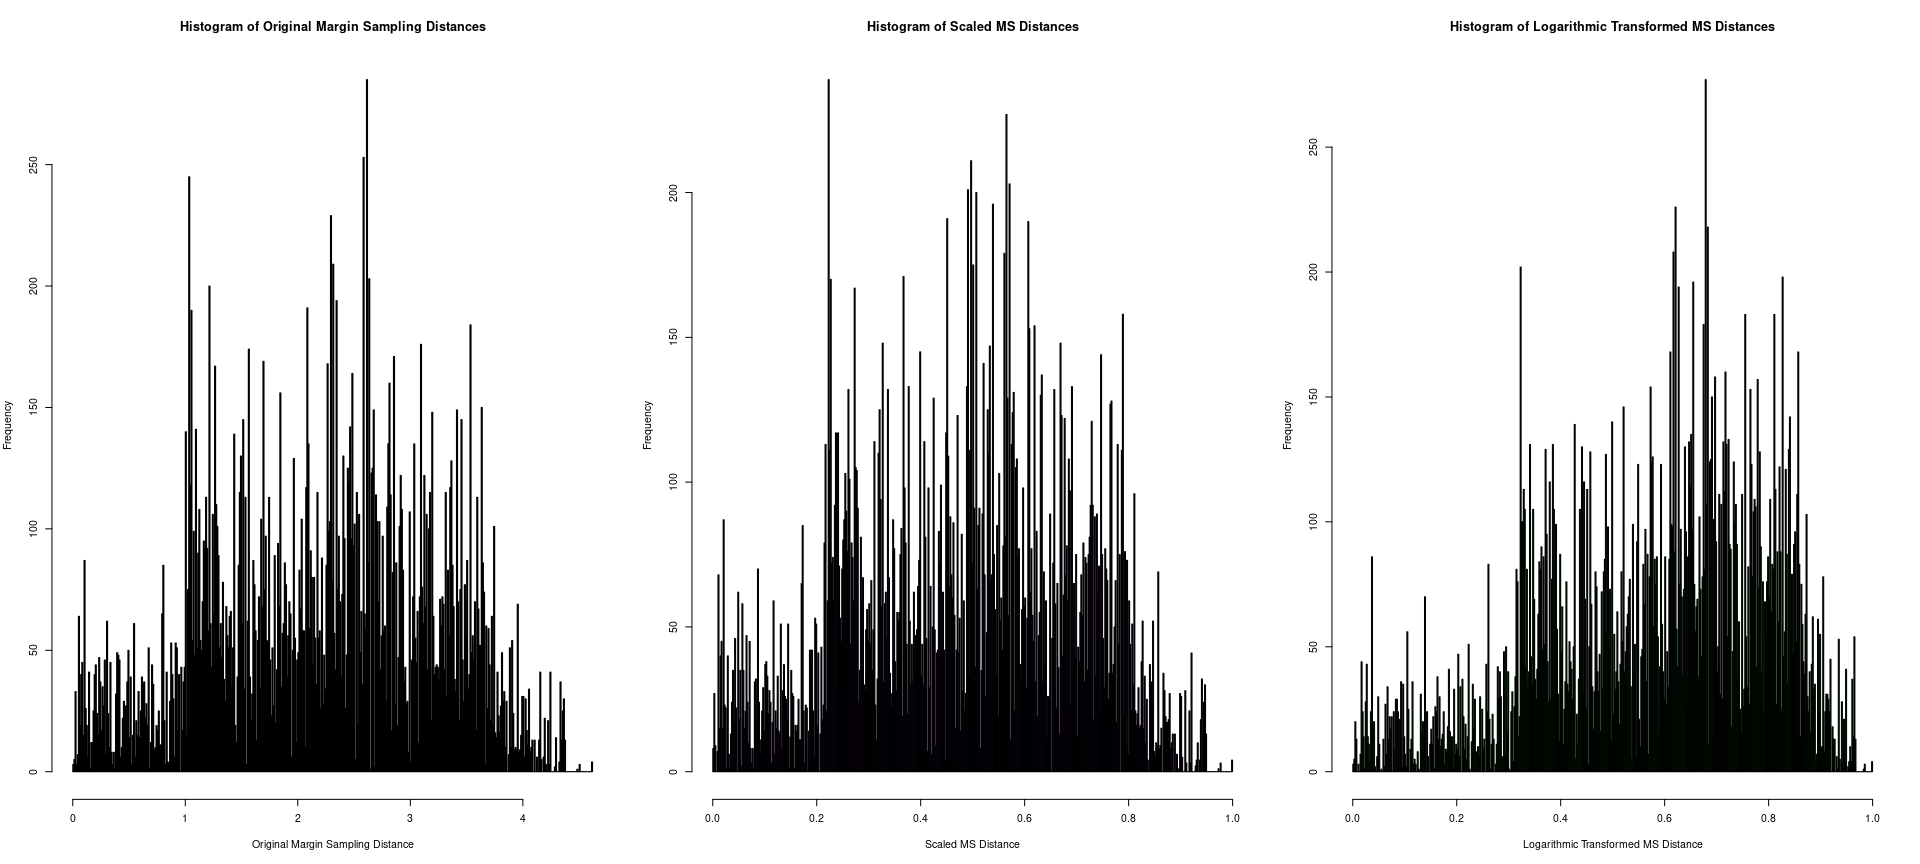 Histogram of Original Margin Sampling Distances
Frequency
250
200
150
100
50
0
0 1 2 3 4
Original Margin Sampling Distance
Histogram of Scaled MS Distances
Frequency
200
150
100
50
0
0.0 0.2 0.4 0.6 0.8 1.0
Scaled MS Distance
Histogram of Logarithmic Transformed MS Distances
Frequency
250
200
150
100
50
0
0.0 0.2 0.4 0.6 0.8 1.0
Logarithmic Transformed MS Distance